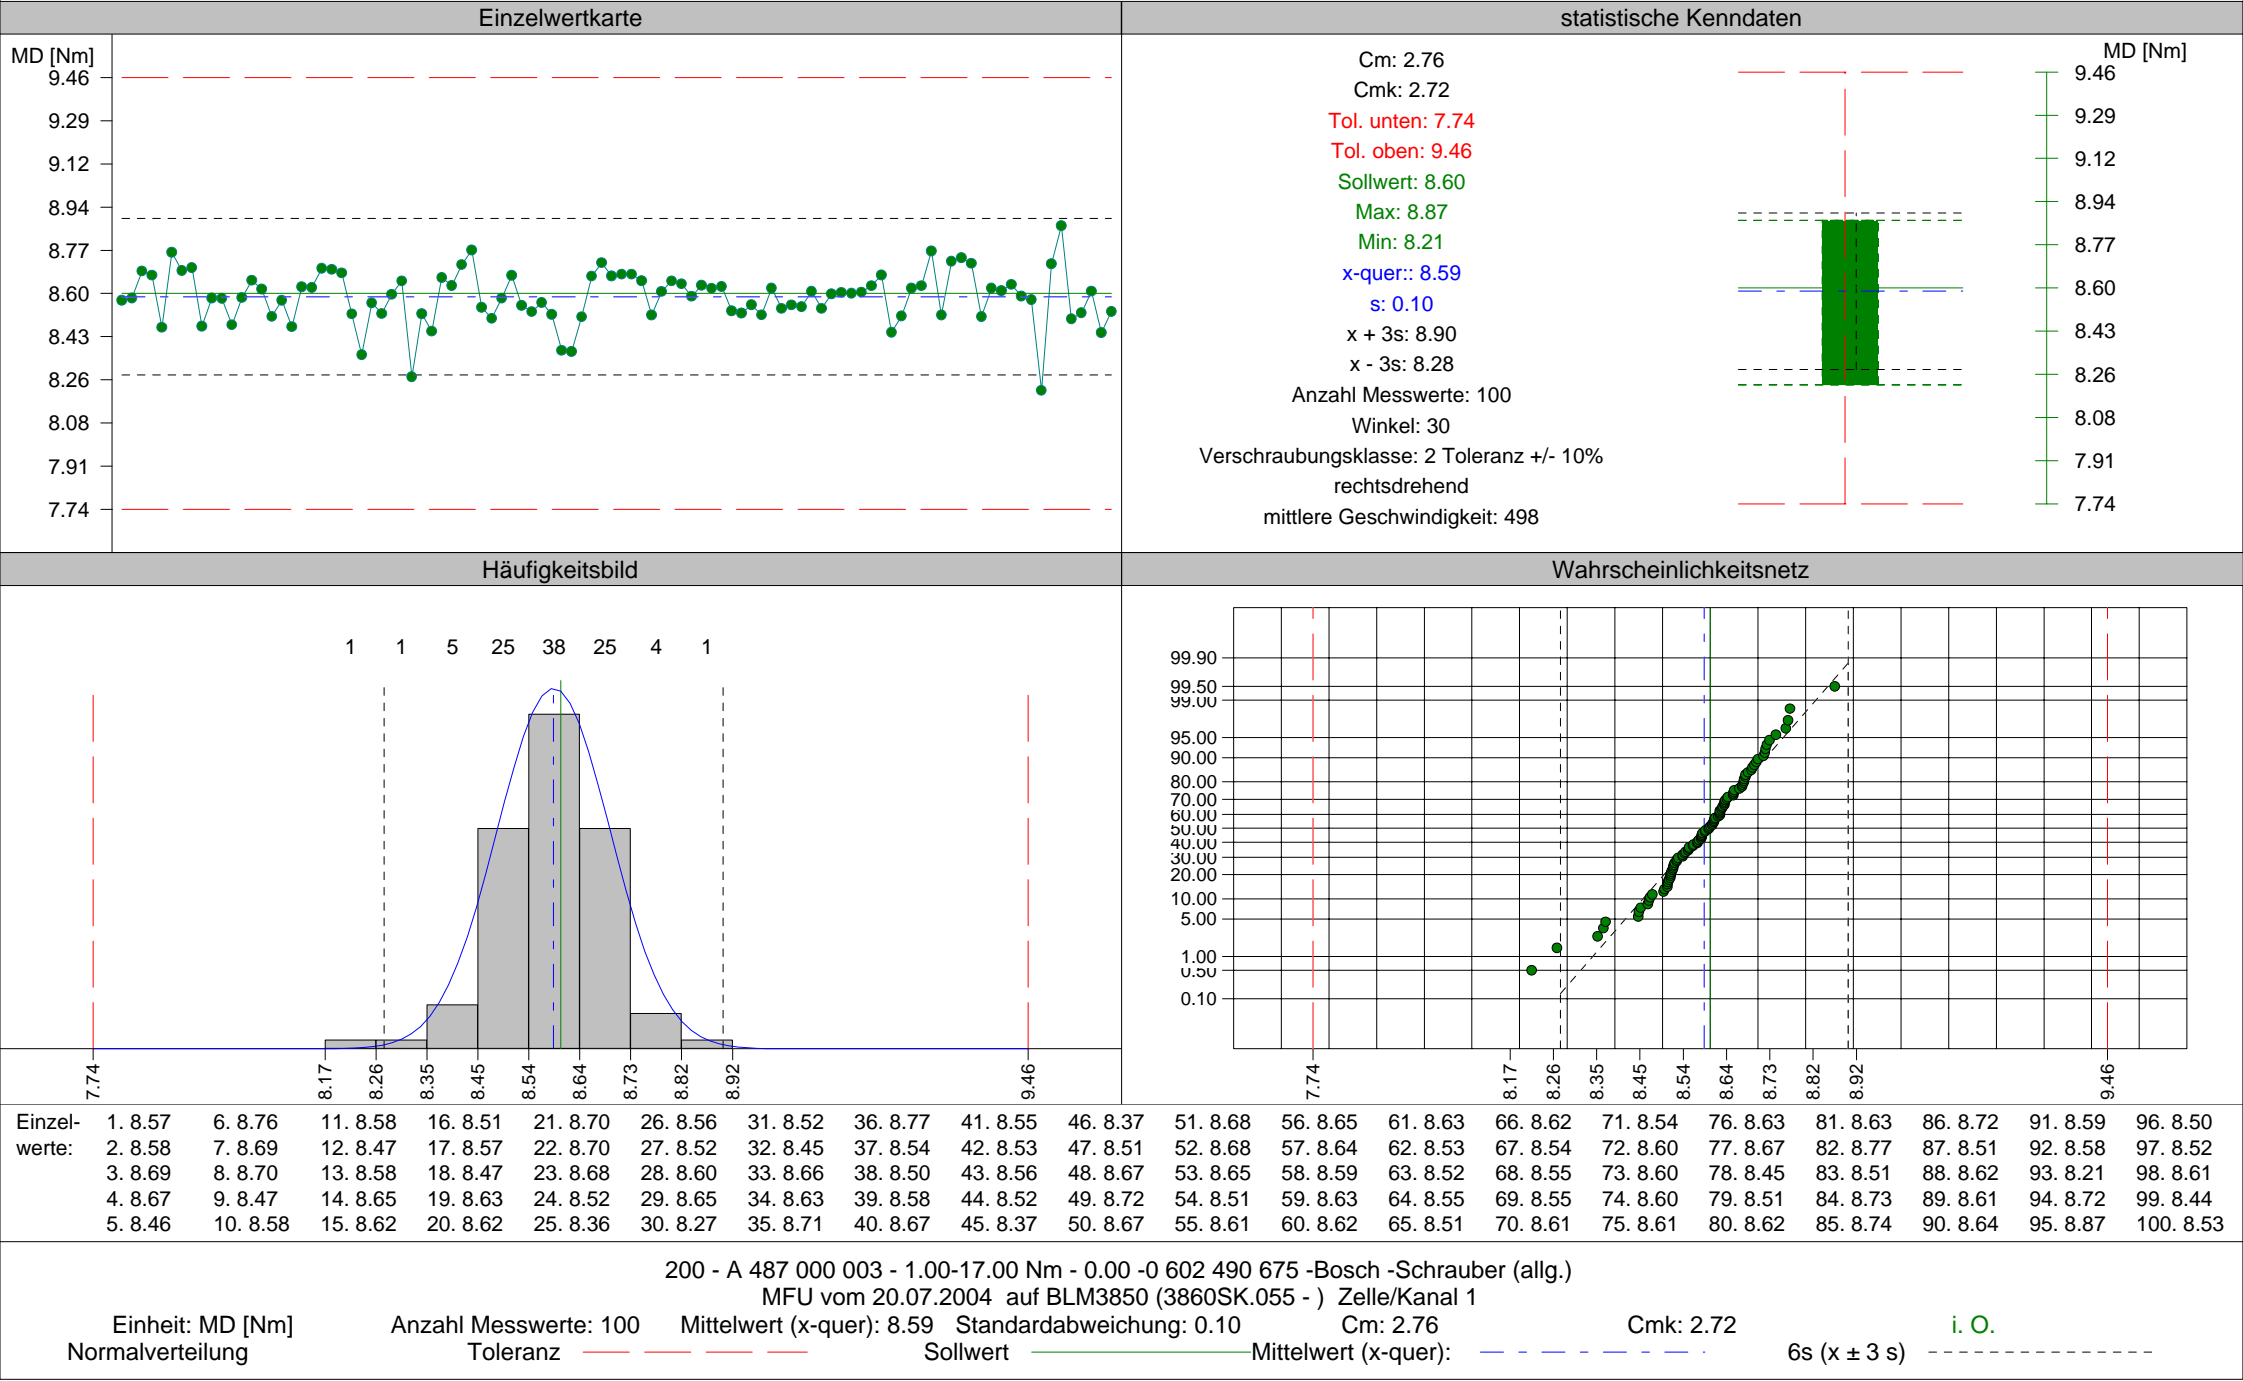 Einzelwertkarte
MD [Nm]
9.46
9.29
9.12
8.94
8.77
8.60
8.43
8.26
8.08
7.91
7.74
statistische Kenndaten
Cm: 2.76
Cmk: 2.72
Tol. unten: 7.74
Tol. oben: 9.46
Sollwert: 8.60
Max: 8.87
Min: 8.21
x-quer:: 8.59
s: 0.10
x + 3s: 8.90
x - 3s: 8.28
Anzahl Messwerte: 100
Winkel: 30
Verschraubungsklasse: 2 Toleranz +/- 10%
rechtsdrehend
mittlere Geschwindigkeit: 498
MD [Nm]
9.46
9.29
9.12
8.94
8.77
8.60
8.43
8.26
8.08
7.91
7.74
Häufigkeitsbild
1 1 5 25 38 25 4 1
7.74 8.17 8.26 8.35 8.45 8.54 8.64 8.73 8.82 8.92 9.46
Wahrscheinlichkeitsnetz
99.90
99.50
99.00
95.00
90.00
80.00
70.00
60.00
50.00
40.00
30.00
20.00
10.00
5.00
1.00
0.50
0.10
7.74 8.17 8.26 8.35 8.45 8.54 8.64 8.73 8.82 8.92 9.46
Einzel- 1. 8.57 6. 8.76 11. 8.58 16. 8.51 21. 8.70 26. 8.56 31. 8.52 36. 8.77 41. 8.55 46. 8.37 51. 8.68 56. 8.65 61. 8.63 66. 8.62 71. 8.54 76. 8.63 81. 8.63 86. 8.72 91. 8.59 96. 8.50
werte: 2. 8.58 7. 8.69 12. 8.47 17. 8.57 22. 8.70 27. 8.52 32. 8.45 37. 8.54 42. 8.53 47. 8.51 52. 8.68 57. 8.64 62. 8.53 67. 8.54 72. 8.60 77. 8.67 82. 8.77 87. 8.51 92. 8.58 97. 8.52
3. 8.69 8. 8.70 13. 8.58 18. 8.47 23. 8.68 28. 8.60 33. 8.66 38. 8.50 43. 8.56 48. 8.67 53. 8.65 58. 8.59 63. 8.52 68. 8.55 73. 8.60 78. 8.45 83. 8.51 88. 8.62 93. 8.21 98. 8.61
4. 8.67 9. 8.47 14. 8.65 19. 8.63 24. 8.52 29. 8.65 34. 8.63 39. 8.58 44. 8.52 49. 8.72 54. 8.51 59. 8.63 64. 8.55 69. 8.55 74. 8.60 79. 8.51 84. 8.73 89. 8.61 94. 8.72 99. 8.44
5. 8.46 10. 8.58 15. 8.62 20. 8.62 25. 8.36 30. 8.27 35. 8.71 40. 8.67 45. 8.37 50. 8.67 55. 8.61 60. 8.62 65. 8.51 70. 8.61 75. 8.61 80. 8.62 85. 8.74 90. 8.64 95. 8.87 100. 8.53
200 - A 487 000 003 - 1.00-17.00 Nm - 0.00 -0 602 490 675 -Bosch -Schrauber (allg.)
MFU vom 20.07.2004 auf BLM3850 (3860SK.055 - ) Zelle/Kanal 1
Einheit: MD [Nm] Anzahl Messwerte: 100 Mittelwert (x-quer): 8.59 Standardabweichung: 0.10 Cm: 2.76 Cmk: 2.72 i. O.
Normalverteilung Toleranz Sollwert Mittelwert (x-quer): 6s (x ± 3 s)